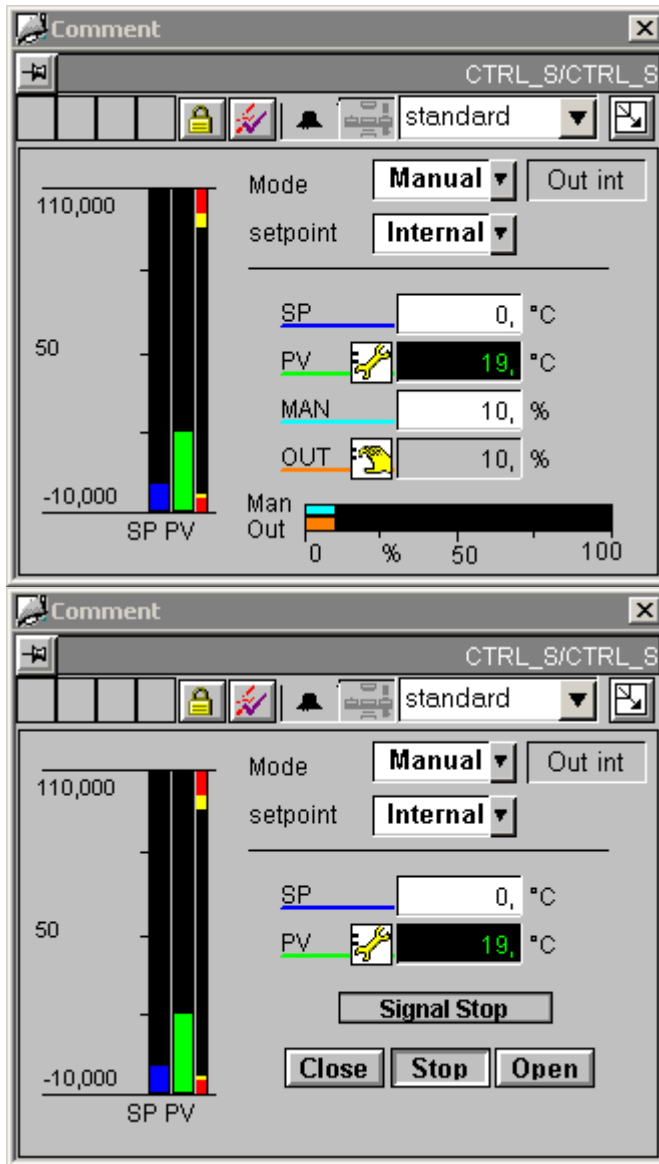 Comment
CTRL_S/CTRL_S
standard
Mode Manual Out int
110,000
setpoint Internal
SP 0, °C
50
PV 19, °C
MAN 10, %
OUT 10, %
-10,000
Man
SP PV
Out
0 % 50 100
Comment
CTRL_S/CTRL_S
standard
Mode Manual Out int
110,000
setpoint Internal
SP 0, °C
50
PV 19, °C
Signal Stop
Close Stop Open
-10,000
SP PV